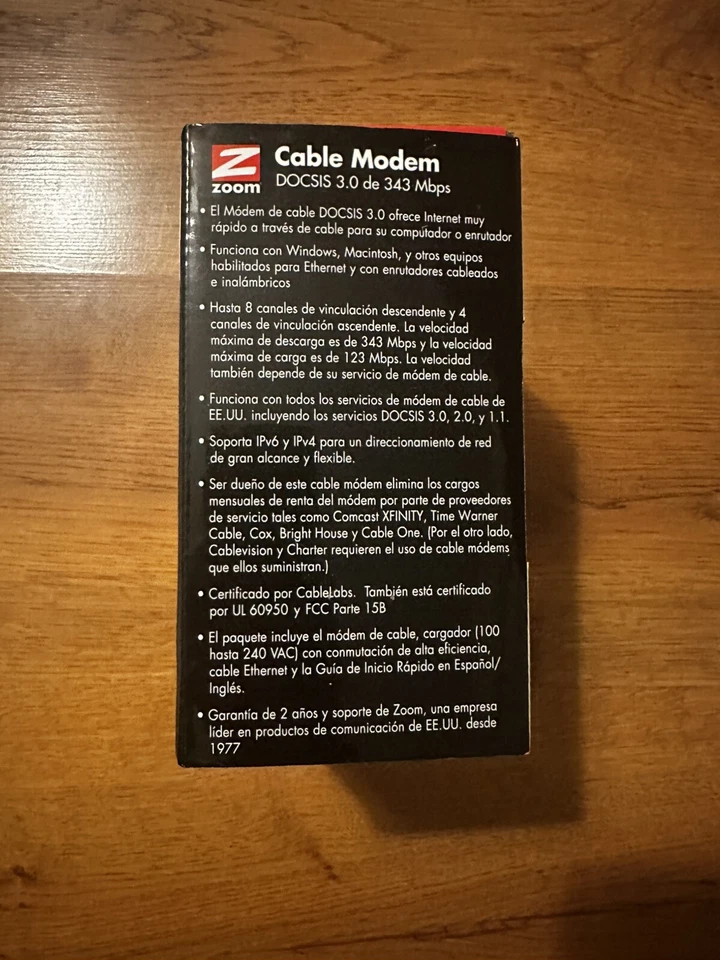 Z
zoom
Cable Modem
DOCSIS 3.0 de 343 Mbps
• El Módem de cable DOCSIS 3.0 ofrece Internet muy
rápido a través de cable para su computador o enrutador
• Funciona con Windows, Macintosh, y otros equipos
habilitados para Ethernet y con enrutadores cableados
e inalámbricos
• Hasta 8 canales de vinculación descendente y 4
canales de vinculación ascendente. La velocidad
máxima de descarga es de 343 Mbps y la velocidad
máxima de carga es de 123 Mbps. La velocidad
también depende de su servicio de módem de cable.
• Funciona con todos los servicios de módem de cable de
EE.UU. incluyendo los servicios DOCSIS 3.0, 2.0, y 1.1.
• Soporta IPv6 y IPv4 para un direccionamiento de red
de gran alcance y flexible.
• Ser dueño de este cable módem elimina los cargos
mensuales de renta del módem por parte de proveedores
de servicio tales como Comcast XFINITY, Time Warner
Cable, Cox, Bright House y Cable One. (Por el otro lado,
Cablevision y Charter requieren el uso de cable módems
que ellos suministran.)
• Certificado por CableLabs. También está certificado
por UL 60950 y FCC Parte 15B
• El paquete incluye el módem de cable, cargador (100
hasta 240 VAC) con conmutación de alta eficiencia,
cable Ethernet y la Guía de Inicio Rápido en Español/
Inglés.
• Garantía de 2 años y soporte de Zoom, una empresa
líder en productos de comunicación de EE.UU. desde
1977